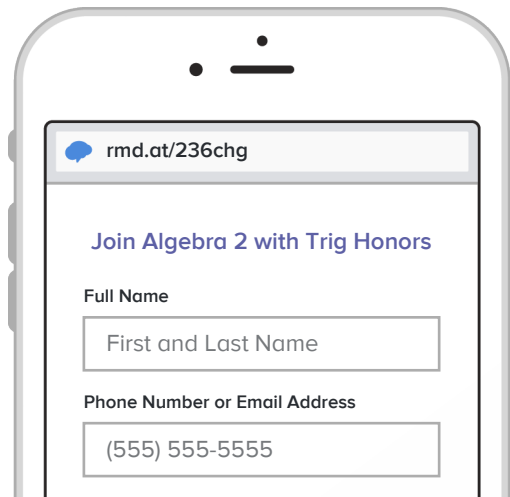 rmd.at/236chg
Join Algebra 2 with Trig Honors
Full Name
First and Last Name
Phone Number or Email Address
(555) 555-5555